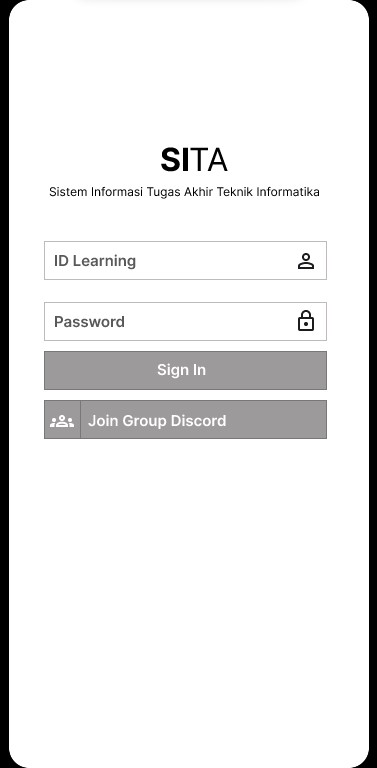 SITA
Sistem Informasi Tugas Akhir Teknik Informatika
ID Learning
Password
Sign In
Join Group Discord